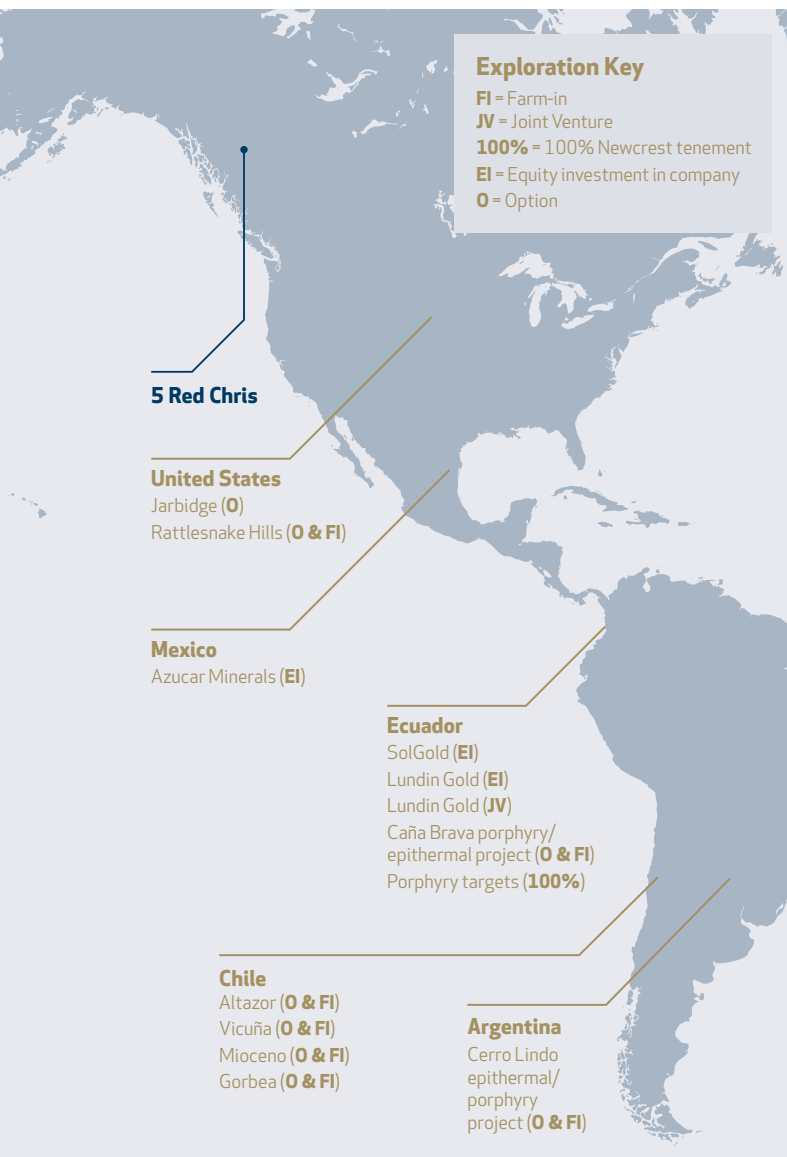 Exploration Key
FI = Farm-in
JV = Joint Venture
100% = 100% Newcrest tenement
EI = Equity investment in company
O = Option
5 Red Chris
United States
Jarbidge (O)
Rattlesnake Hills (O & FI)
Mexico
Azucar Minerals (EI)
Ecuador
SolGold (EI)
Lundin Gold (EI)
Lundin Gold (JV)
Caña Brava porphyry/
epithermal project (O & FI)
Porphyry targets (100%)
Chile
Altazor (O & FI)
Vicuña (O & FI)
Mioceno (O & FI)
Gorbea (O & FI)
Argentina
Cerro Lindo
epithermal/
porphyry
project (O & FI)